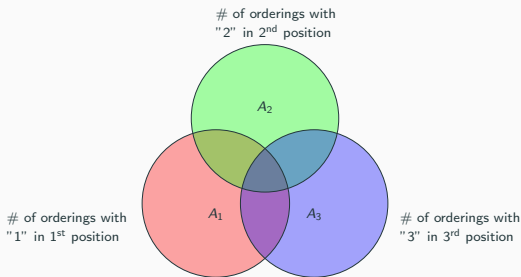 # of orderings with
"2" in 2nd position
A2
# of orderings with
"1" in 1st position
A1
A3
# of orderings with
"3" in 3rd position